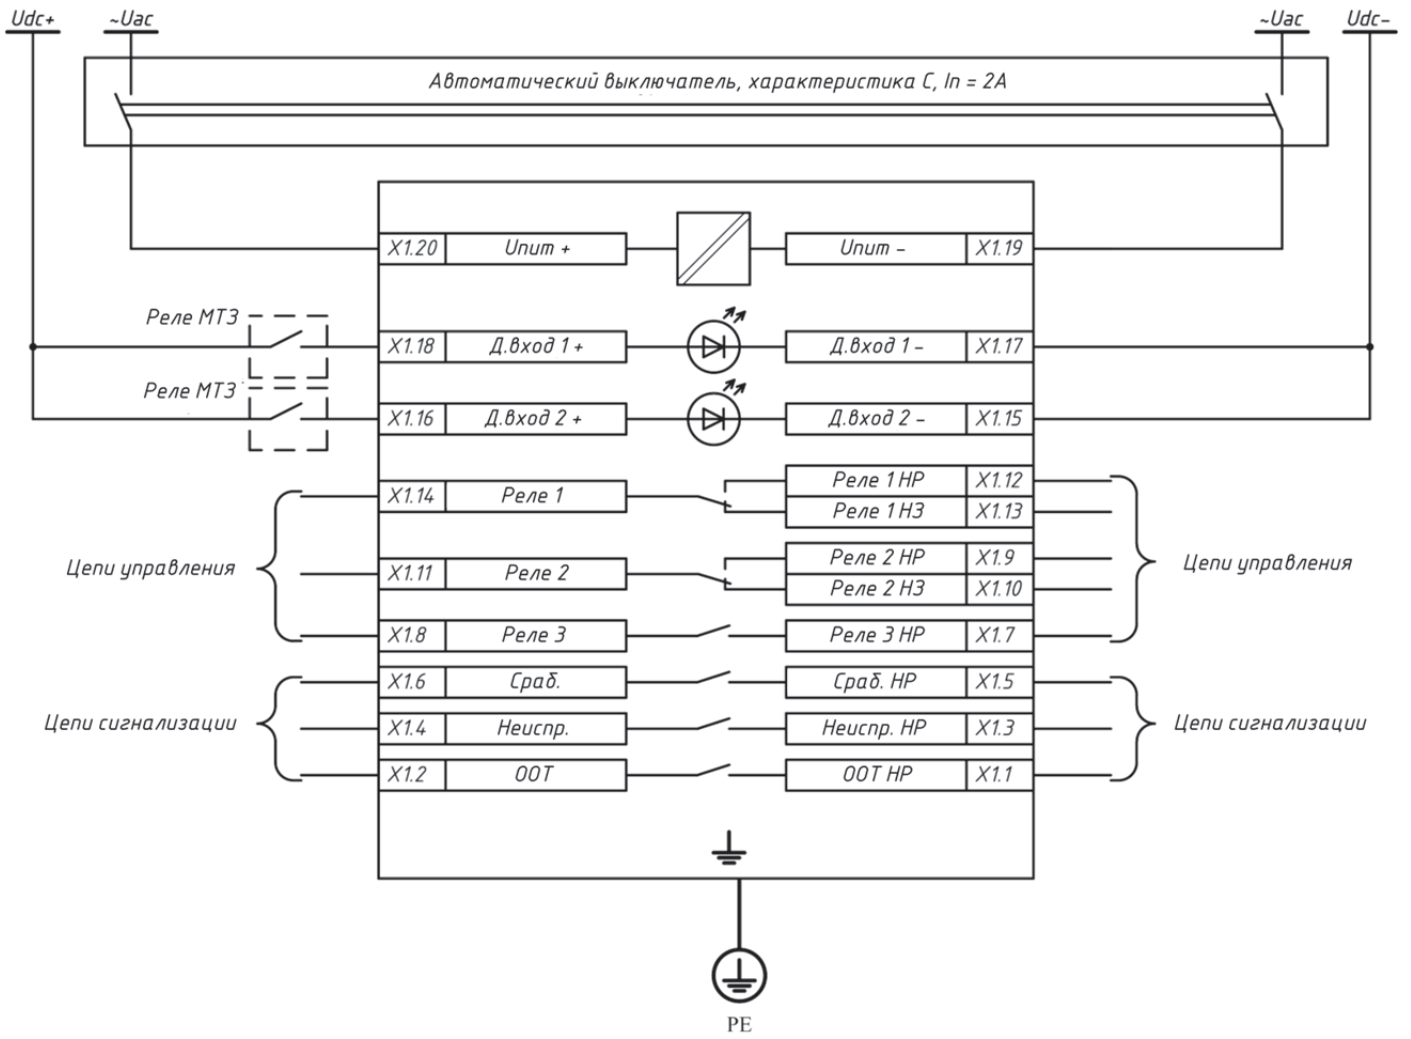 Udc+ ~Uac ~Uac Udc–
Автоматический выключатель, характеристика С, In = 2А
X1.20 Uпит + Uпит – X1.19
Реле МТЗ
X1.18 Д.вход 1 + Д.вход 1 – X1.17
Реле МТЗ
X1.16 Д.вход 2 + Д.вход 2 – X1.15
Реле 1 НР X1.12
X1.14 Реле 1
Реле 1 НЗ X1.13
Реле 2 НР X1.9
Цепи управления X1.11 Реле 2 Цепи управления
Реле 2 НЗ X1.10
X1.8 Реле 3 Реле 3 НР X1.7
X1.6 Сраб. Сраб. НР X1.5
Цепи сигнализации X1.4 Неиспр. Неиспр. НР X1.3 Цепи сигнализации
X1.2 ООТ ООТ НР X1.1
PE